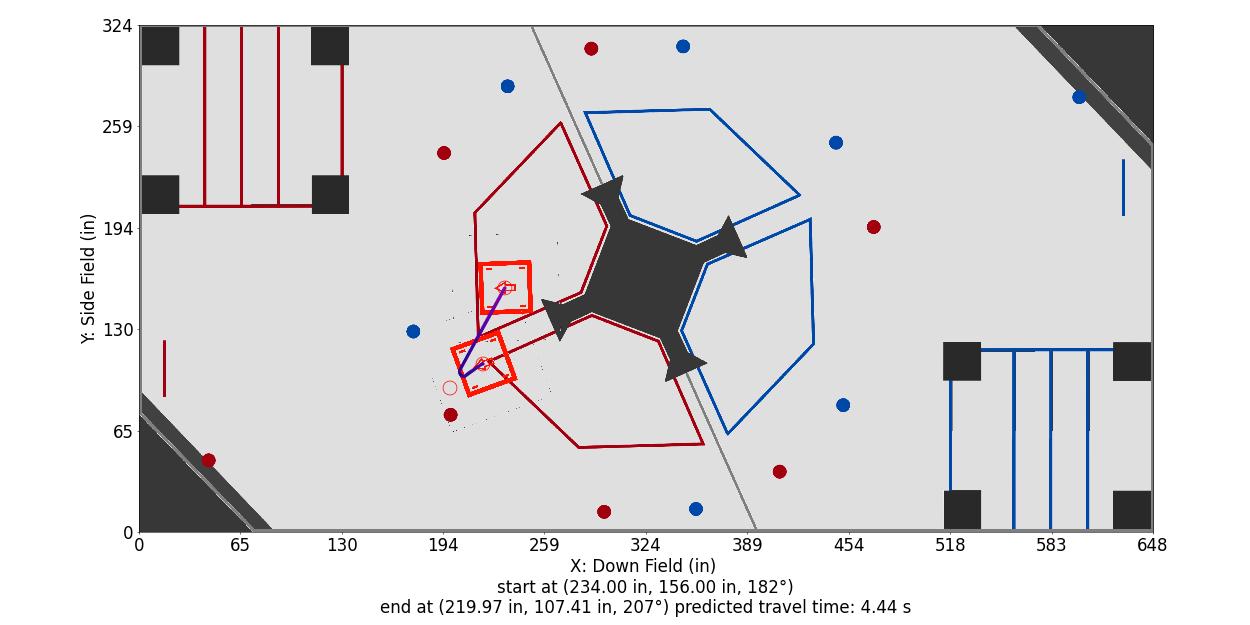 324
259
194
130
65
0
Y: Side Field (in)
0 65 130 194 259 324 389 454 518 583 648
X: Down Field (in)
start at (234.00 in, 156.00 in, 182°)
end at (219.97 in, 107.41 in, 207°) predicted travel time: 4.44 s